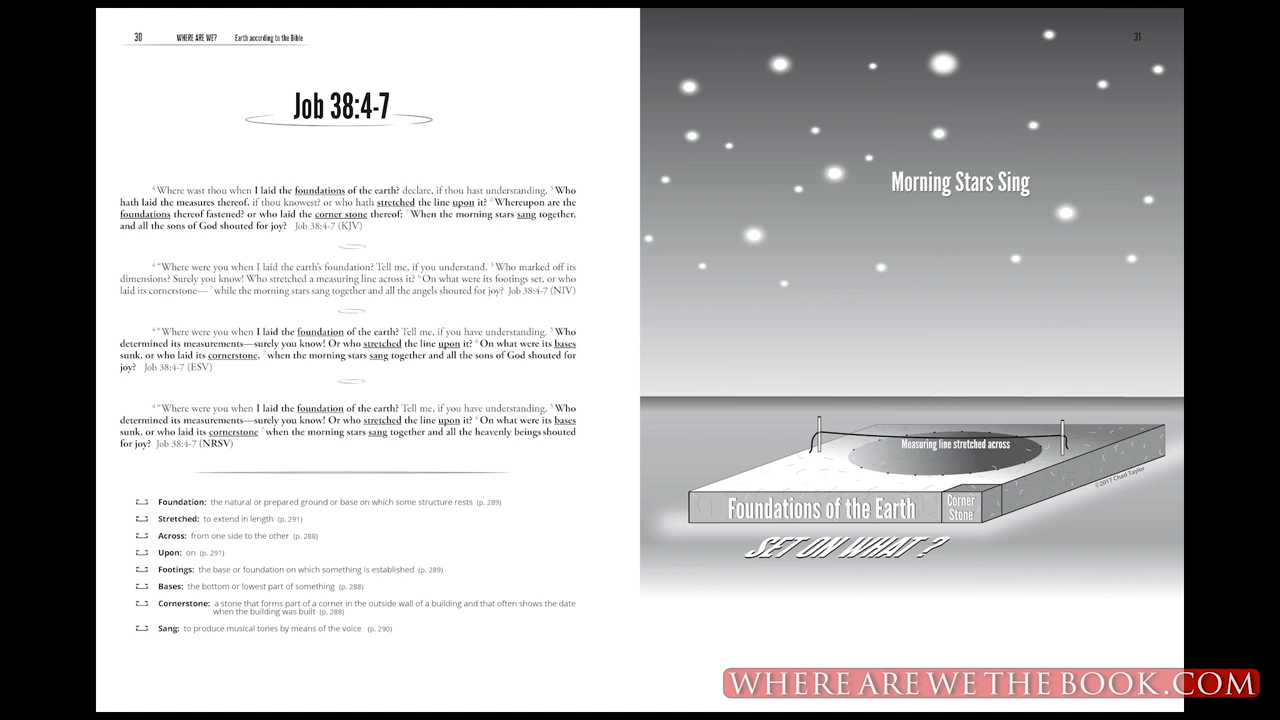 30 WHERE ARE WE? Earth according to the Bible
Job 38:4-7
4 Where wast thou when I laid the foundations of the earth? declare, if thou hast understanding. 5 Who
hath laid the measures thereof, if thou knowest? or who hath stretched the line upon it? 6 Whereupon are the
foundations thereof fastened? or who laid the corner stone thereof; 7 When the morning stars sang together,
and all the sons of God shouted for joy? Job 38:4-7 (KJV)
4 “Where were you when I laid the earth’s foundation? Tell me, if you understand. 5 Who marked off its
dimensions? Surely you know! Who stretched a measuring line across it? 6 On what were its footings set, or who
laid its cornerstone— 7 while the morning stars sang together and all the angels shouted for joy? Job 38:4-7 (NIV)
4 “Where were you when I laid the foundation of the earth? Tell me, if you have understanding. 5 Who
determined its measurements—surely you know! Or who stretched the line upon it? 6 On what were its bases
sunk, or who laid its cornerstone, 7 when the morning stars sang together and all the sons of God shouted for
joy? Job 38:4-7 (ESV)
4 “Where were you when I laid the foundation of the earth? Tell me, if you have understanding. 5 Who
determined its measurements—surely you know! Or who stretched the line upon it? 6 On what were its bases
sunk, or who laid its cornerstone 7 when the morning stars sang together and all the heavenly beings shouted
for joy? Job 38:4-7 (NRSV)
Foundation: the natural or prepared ground or base on which some structure rests (p. 289)
Stretched: to extend in length (p. 291)
Across: from one side to the other (p. 288)
Upon: on (p. 291)
Footings: the base or foundation on which something is established (p. 289)
Bases: the bottom or lowest part of something (p. 288)
Cornerstone: a stone that forms part of a corner in the outside wall of a building and that often shows the date
when the building was built (p. 288)
Sang: to produce musical tones by means of the voice (p. 290)
31
Morning Stars Sing
Measuring line stretched across
Foundations of the Earth
Corner
Stone
©2017 Chad Taylor
SET ON WHAT?
WHEREAREWETHEBOOK.COM